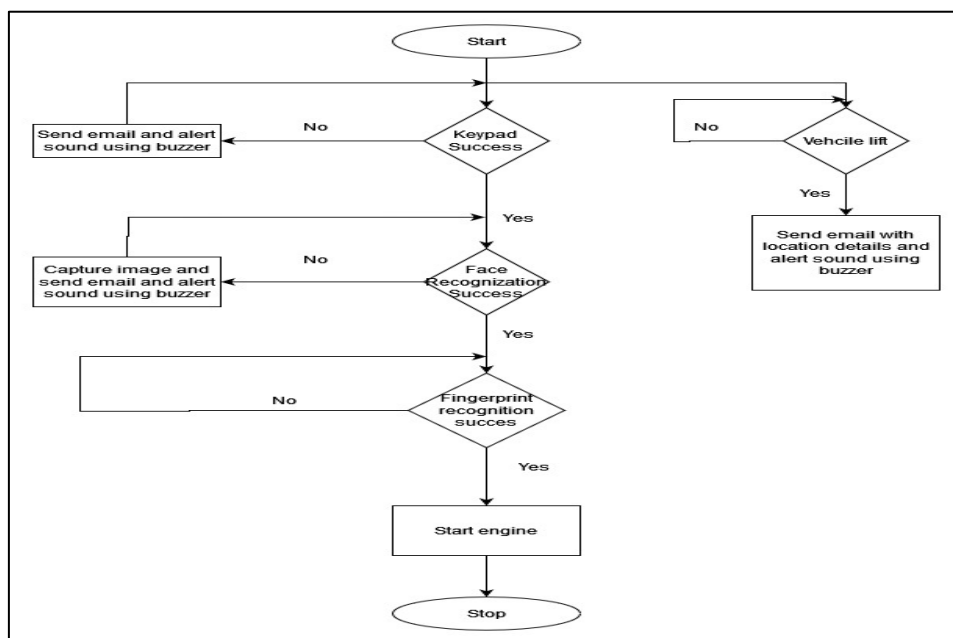 Start
Send email and alert
sound using buzzer
No
Keypad
Success
No
Vehcile lift
Yes
Yes
Send email with
location details and
alert sound using
buzzer
Capture image and
send email and alert
sound using buzzer
No
Face
Recognization
Success
Yes
No
Fingerprint
recognition
succes
Yes
Start engine
Stop